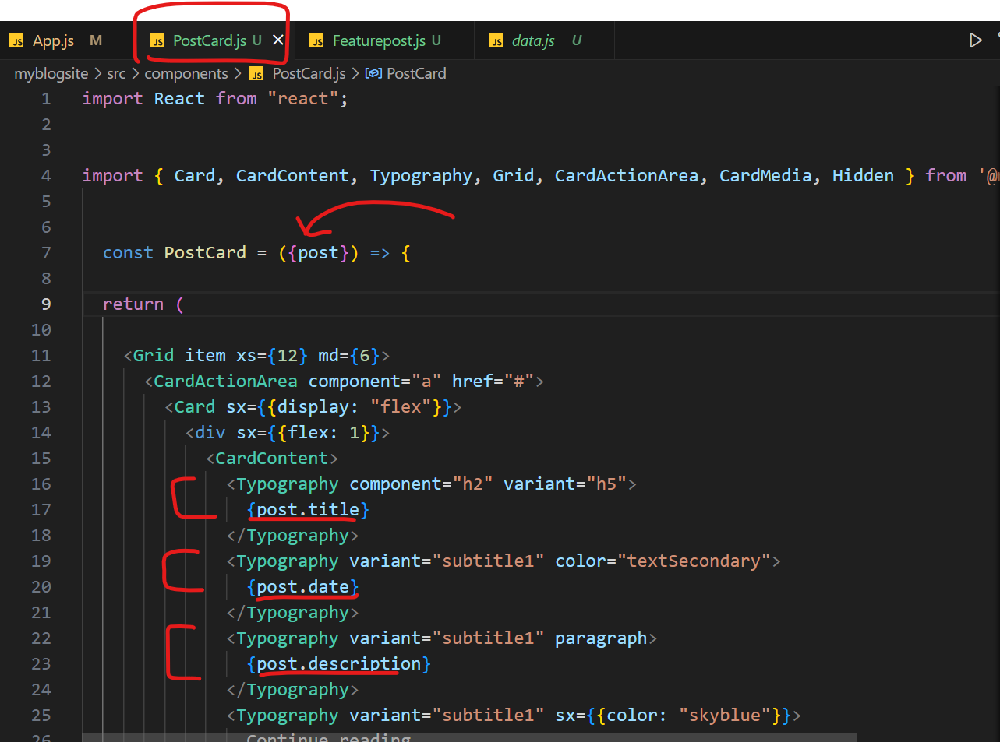 JS App.js M JS PostCard.js U × JS Featurepost.js U JS data.js U
myblogsite > src > components > JS PostCard.js > PostCard
1 import React from "react";
2
3
4 import { Card, CardContent, Typography, Grid, CardActionArea, CardMedia, Hidden } from '@
5
6
7 const PostCard = ({post}) => {
8
9 return (
10
11 <Grid item xs={12} md={6}>
12 <CardActionArea component="a" href="#">
13 <Card sx={{display: "flex"}}>
14 <div sx={{flex: 1}}>
15 <CardContent>
16 <Typography component="h2" variant="h5">
17 {post.title}
18 </Typography>
19 <Typography variant="subtitle1" color="textSecondary">
20 {post.date}
21 </Typography>
22 <Typography variant="subtitle1" paragraph>
23 {post.description}
24 </Typography>
25 <Typography variant="subtitle1" sx={{color: "skyblue"}}>
26 Continue reading